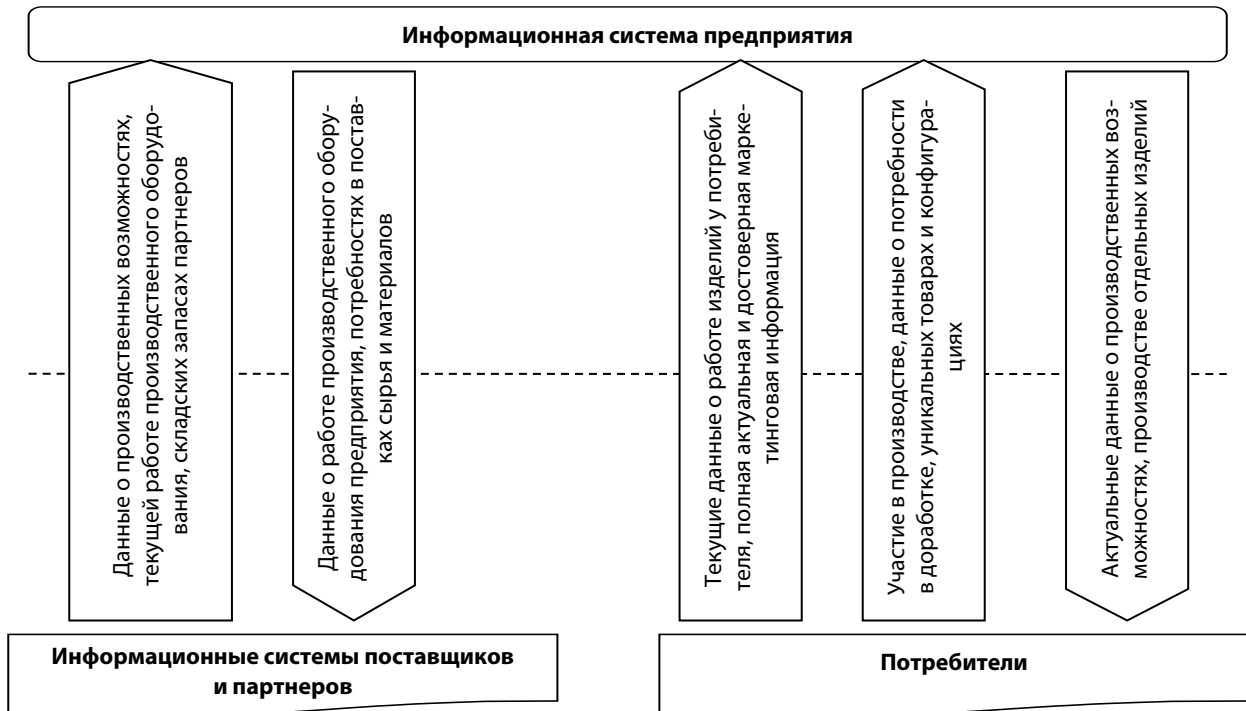 Информационная система предприятия
Данные о производственных возможностях,
текущей работе производственного оборудо-
вания, складских запасах партнеров
Данные о работе производственного обору-
дования предприятия, потребностях в постав-
ках сырья и материалов
Текущие данные о работе изделий у потреби-
теля, полная актуальная и достоверная марке-
тинговая информация
Участие в производстве, данные о потребности
в доработке, уникальных товарах и конфигура-
циях
Актуальные данные о производственных воз-
можностях, производстве отдельных изделий
Информационные системы поставщиков
и партнеров
Потребители